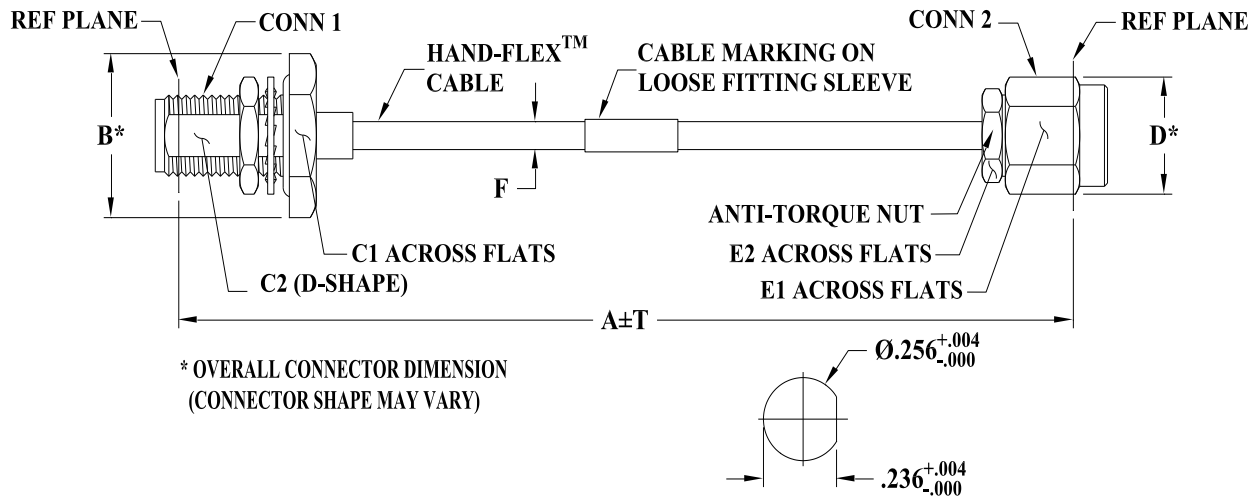 REF PLANE
CONN 1
HAND-FLEX™
CABLE
CABLE MARKING ON
LOOSE FITTING SLEEVE
CONN 2
REF PLANE
B*
D*
F
ANTI-TORQUE NUT
C1 ACROSS FLATS
E2 ACROSS FLATS
C2 (D-SHAPE)
E1 ACROSS FLATS
A±T
* OVERALL CONNECTOR DIMENSION
(CONNECTOR SHAPE MAY VARY)
Ø.256 +.004
-.000
.236 +.004
-.000